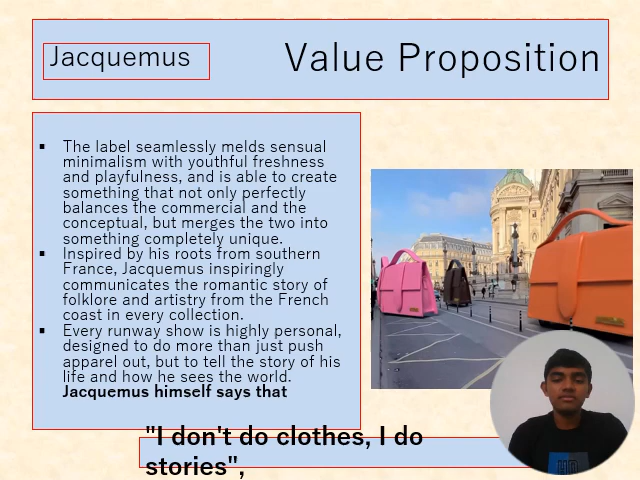 Jacquemus
Value Proposition
▪ The label seamlessly melds sensual
minimalism with youthful freshness
and playfulness, and is able to create
something that not only perfectly
balances the commercial and the
conceptual, but merges the two into
something completely unique.
▪ Inspired by his roots from southern
France, Jacquemus inspiringly
communicates the romantic story of
folklore and artistry from the French
coast in every collection.
▪ Every runway show is highly personal,
designed to do more than just push
apparel out, but to tell the story of his
life and how he sees the world.
Jacquemus himself says that
"I don't do clothes, I do
stories",